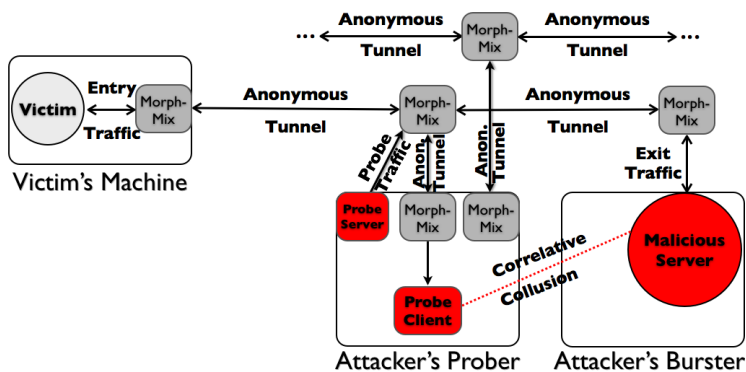 ... Anonymous Tunnel
Morph-Mix
Anonymous Tunnel ...
Victim
Entry Traffic
Morph-Mix
Anonymous Tunnel
Morph-Mix
Anonymous Tunnel
Morph-Mix
Victim's Machine
Probe Traffic
Anon. Tunnel
Anon. Tunnel
Exit Traffic
Probe Server
Morph-Mix
Morph-Mix
Malicious Server
Correlative Collusion
Probe Client
Attacker's Prober
Attacker's Burster